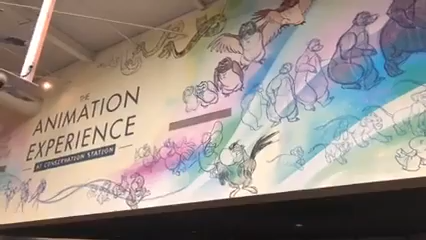 THE
ANIMATION
EXPERIENCE
AT CONSERVATION STATION